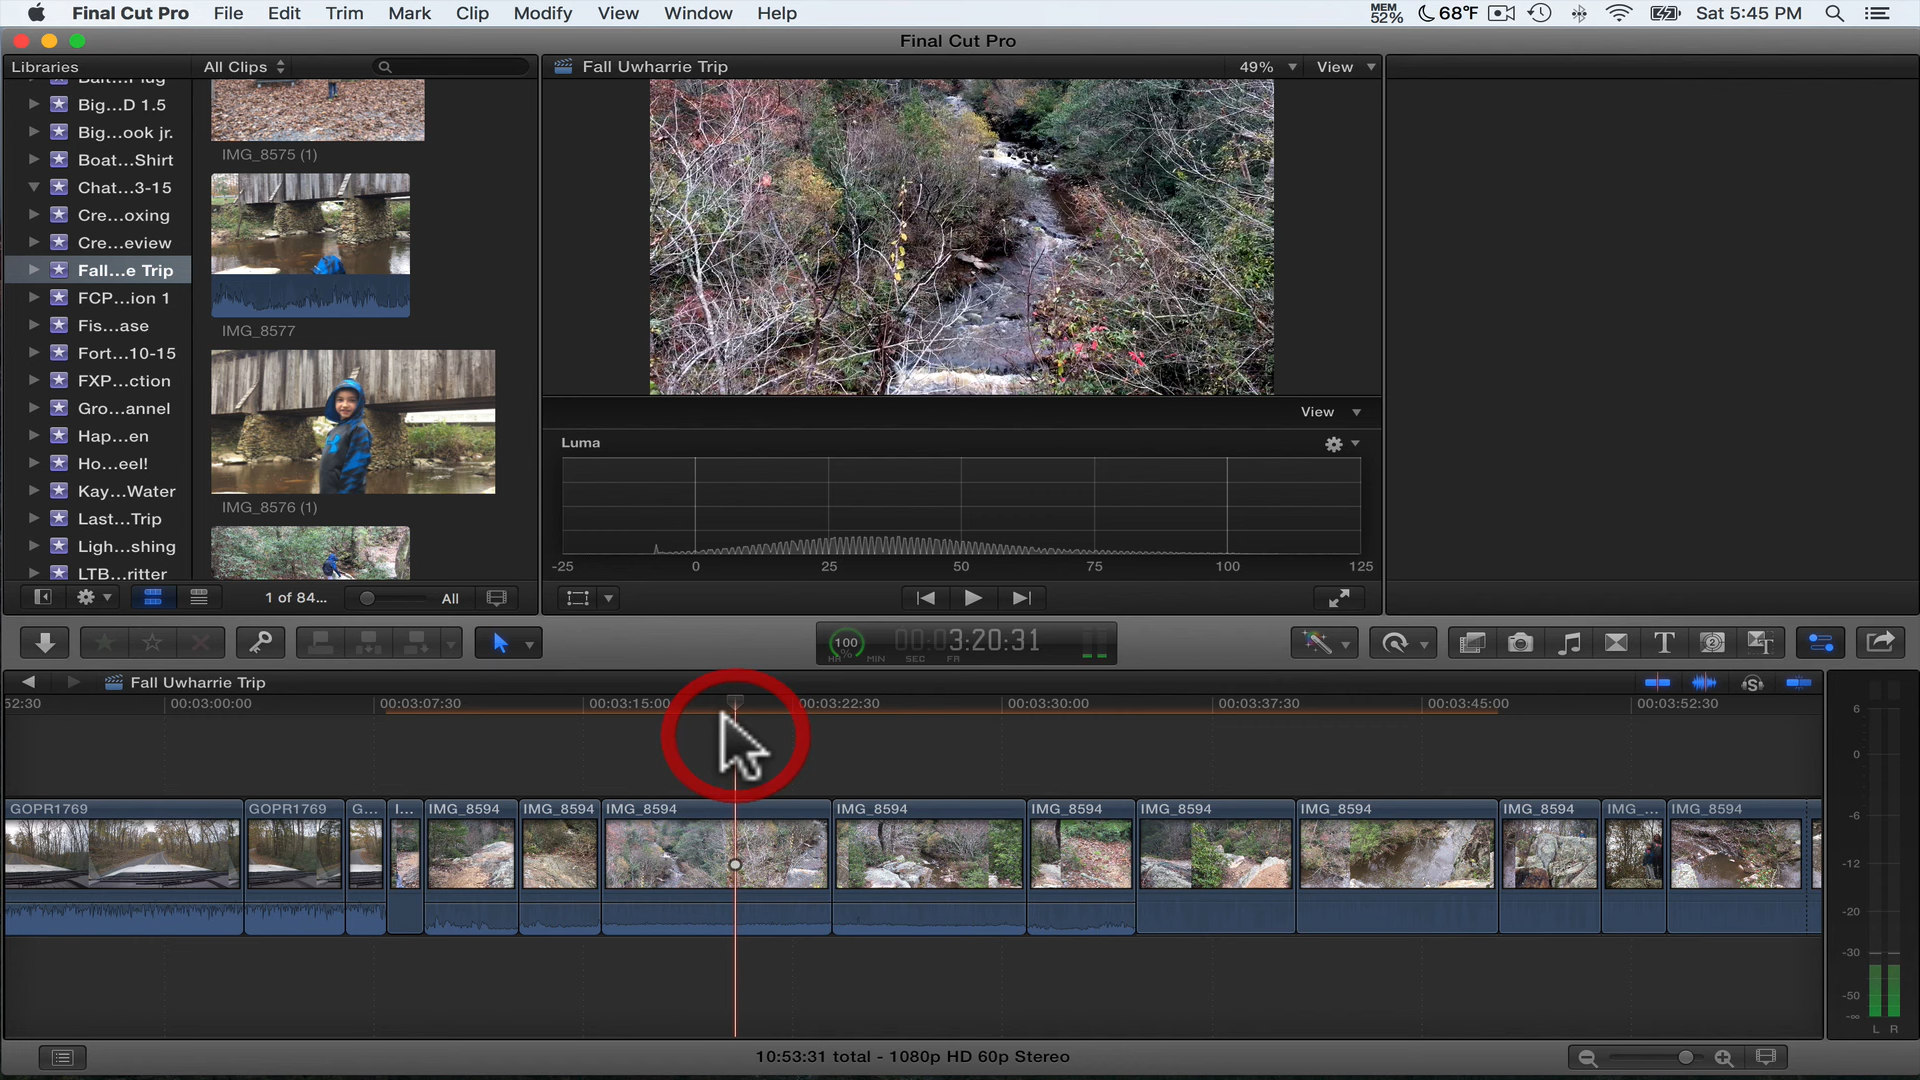 Final Cut Pro File Edit Trim Mark Clip Modify View Window Help MEM 52% 68°F Sat 5:45 PM
Final Cut Pro
Libraries All Clips Fall Uwharrie Trip 49% View
Big...D 1.5
Big...ook jr.
Boat...Shirt
Chat...3-15
Cre...oxing
Cre...eview
Fall...e Trip
FCP...ion 1
Fis...ase
Fort...10-15
FXP...ction
Gro...annel
Hap...en
Ho...eel!
Kay...Water
Last...Trip
Ligh...shing
LTB...ritter
IMG_8575 (1)
IMG_8577
IMG_8576 (1)
View
Luma
-25 0 25 50 75 100 125
1 of 84... All
100 % 00:03:20:31
HR MIN SEC FR
Fall Uwharrie Trip
52:30 00:03:00:00 00:03:07:30 00:03:15:00 00:03:22:30 00:03:30:00 00:03:37:30 00:03:45:00 00:03:52:30
GOPR1769 GOPR1769 G... I... IMG_8594 IMG_8594 IMG_8594 IMG_8594 IMG_8594 IMG_8594 IMG_8594 IMG_8594 IMG_... IMG_8594
6
0
-6
-12
-20
-30
-50
-∞
L R
10:53:31 total - 1080p HD 60p Stereo